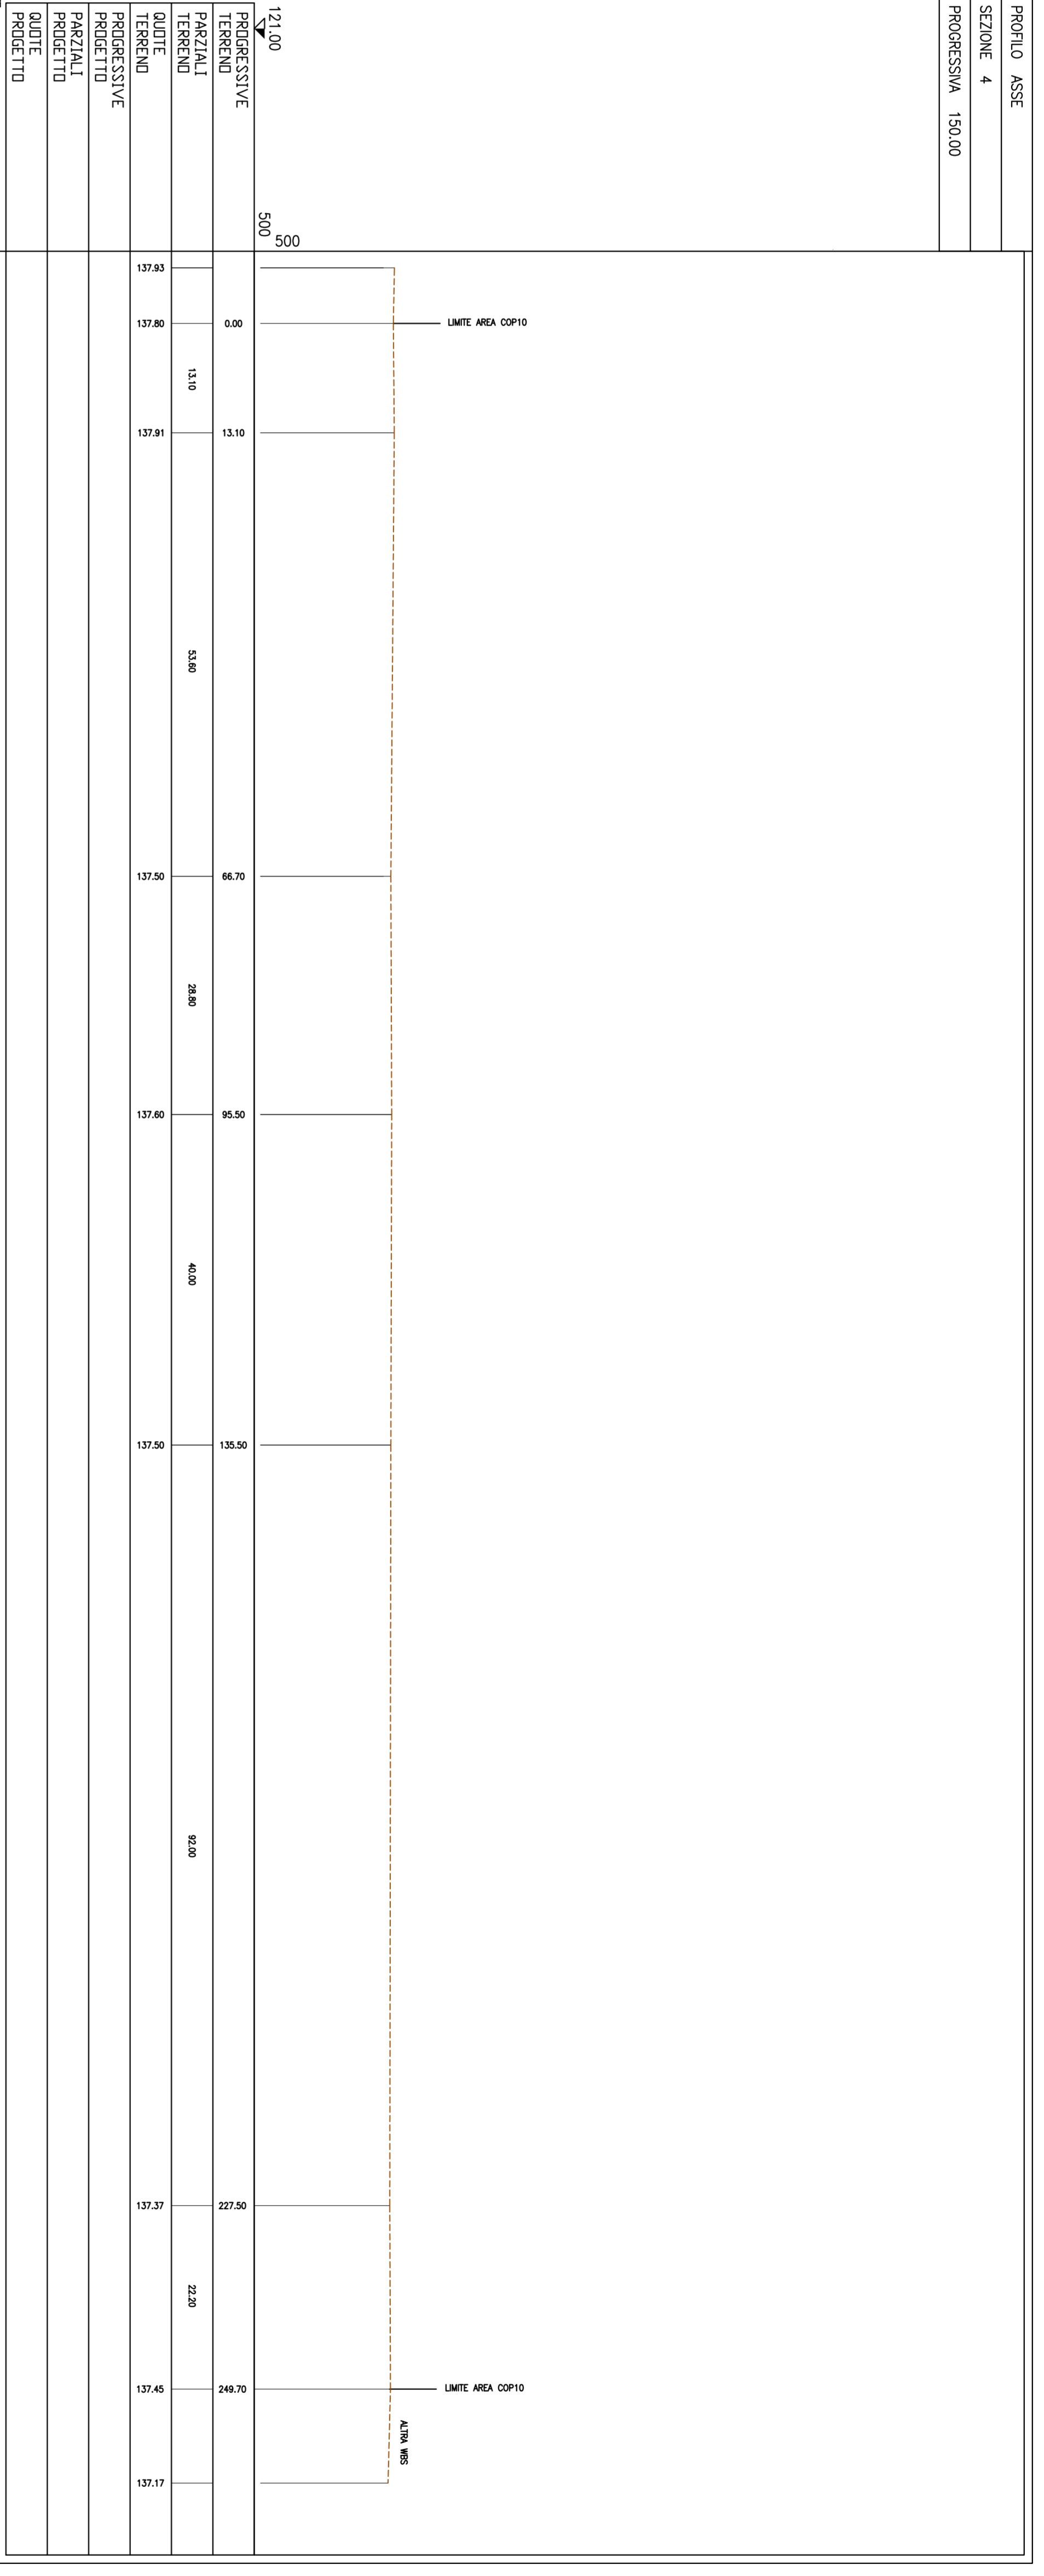 PROFILO ASSE
SEZIONE 4
PROGRESSIVA 150.00
121.00
500
500
LIMITE AREA COP10
LIMITE AREA COP10
ALTRA WBS
PROGRESSIVE
TERRENO
0.00
13.10
66.70
95.50
135.50
227.50
249.70
PARZIALI
TERRENO
13.10
53.60
28.80
40.00
92.00
22.20
QUOTE
TERRENO
137.93
137.80
137.91
137.50
137.60
137.50
137.37
137.45
137.17
PROGRESSIVE
PROGETTO
PARZIALI
PROGETTO
QUOTE
PROGETTO